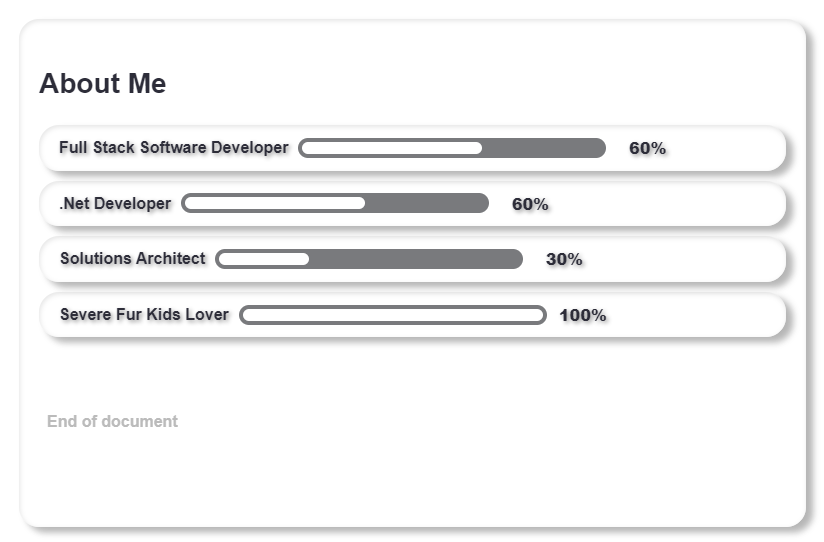 About Me
Full Stack Software Developer 60%
.Net Developer 60%
Solutions Architect 30%
Severe Fur Kids Lover 100%
End of document